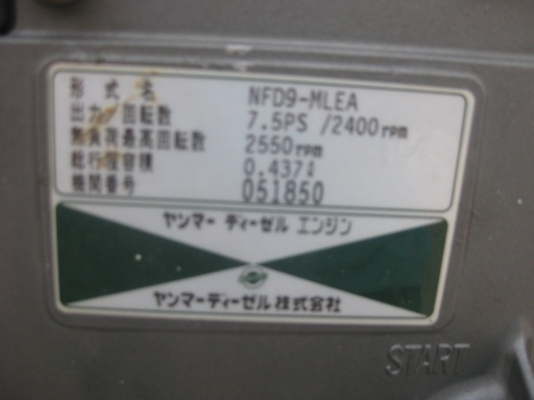 形式名 NFD9-MLEA
出力/回転数 7.5PS /2400rpm
無負荷最高回転数 2550rpm
総行程容積 0.437ℓ
機関番号 051850
ヤンマー ディーゼル エンジン
ヤンマーディーゼル株式会社
START